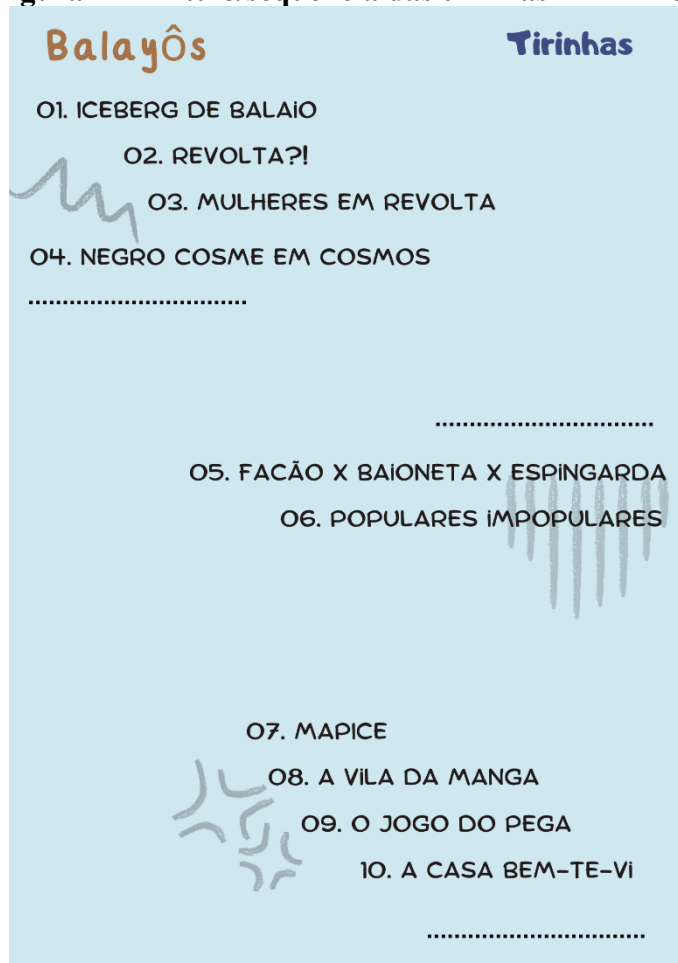 Balayôs
Tirinhas
01. ICEBERG DE BALAIO
02. REVOLTA?!
03. MULHERES EM REVOLTA
04. NEGRO COSME EM COSMOS
................................
................................
05. FACÃO X BAIONETA X ESPINGARDA
06. POPULARES IMPOPULARES
07. MAPICE
08. A VILA DA MANGA
09. O JOGO DO PEGA
10. A CASA BEM-TE-VI
................................